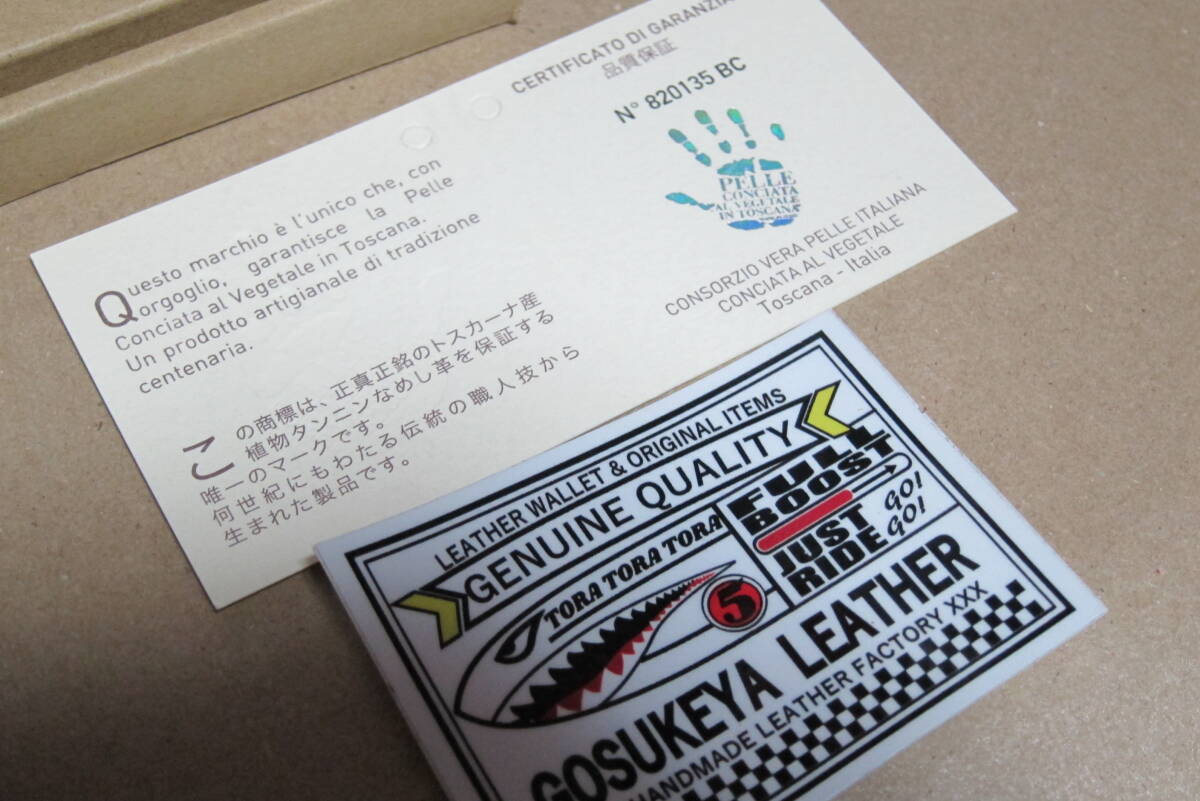 CERTIFICATO DI GARANZIA
品質保証
N° 820135 BC
PELLE
CONCIATA
AL VEGETALE
IN TOSCANA
CONSORZIO VERA PELLE ITALIANA
CONCIATA AL VEGETALE
Toscana - Italia
Questo marchio è l'unico che, con
orgoglio, garantisce la Pelle
Conciata al Vegetale in Toscana.
Un prodotto artigianale di tradizione
centenaria.
この商標は、正真正銘のトスカーナ産
植物タンニンなめし革を保証する
唯一のマークです。
何世紀にもわたる伝統の職人技から
生まれた製品です。
LEATHER WALLET & ORIGINAL ITEMS
GENUINE QUALITY
TORA TORA TORA
5
FULL
BOOST
JUST
RIDE
GO!
GO!
GOSUKEYA LEATHER
HANDMADE LEATHER FACTORY XXX